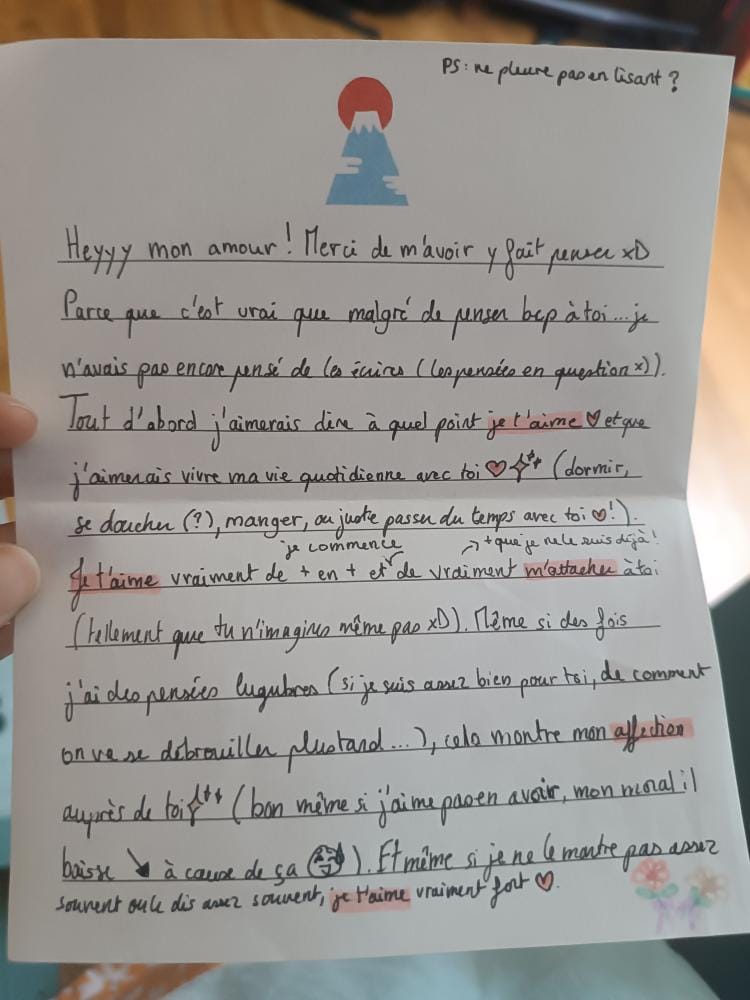 PS : ne pleure pas en lisant ?
Heyyy mon amour ! Merci de m'avoir y fait penser xD
Parce que c'est vrai que malgré de penser bcp à toi... je
n'avais pas encore pensé de les écrires (les pensées en question x)).
Tout d'abord j'aimerais dire à quel point je t'aime ♡ et que
j'aimerais vivre ma vie quotidienne avec toi ♡ (dormir,
se doucher (?), manger, ou juste passer du temps avec toi ♡!).
je commence → + que je ne le suis déjà !
Je t'aime vraiment de + en + et de vraiment m'attacher à toi
(tellement que tu n'imagines même pas xD). Même si des fois
j'ai des pensées lugubres (si je suis assez bien pour toi, de comment
on va se débrouiller plus tard...), cela montre mon affection
auprès de toi (bon même si j'aime pas en avoir, mon moral il
baisse ↘ à cause de ça). Et même si je ne le montre pas assez
souvent ou le dis assez souvent, je t'aime vraiment fort ♡.